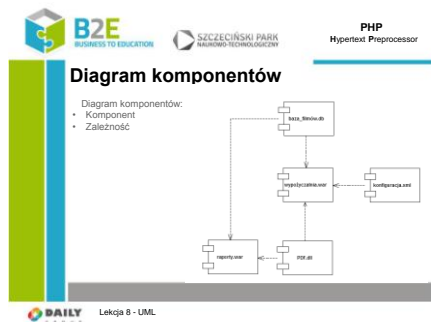 B2E
BUSINESS TO EDUCATION
SZCZECIŃSKI PARK
NAUKOWO-TECHNOLOGICZNY
PHP
Hypertext Preprocessor
Diagram komponentów
Diagram komponentów:
• Komponent
• Zależność
baza_filmów.db
wypożyczalnia.war
konfiguracja.xml
raporty.war
PDF.dll
DAILY
Lekcja 8 - UML